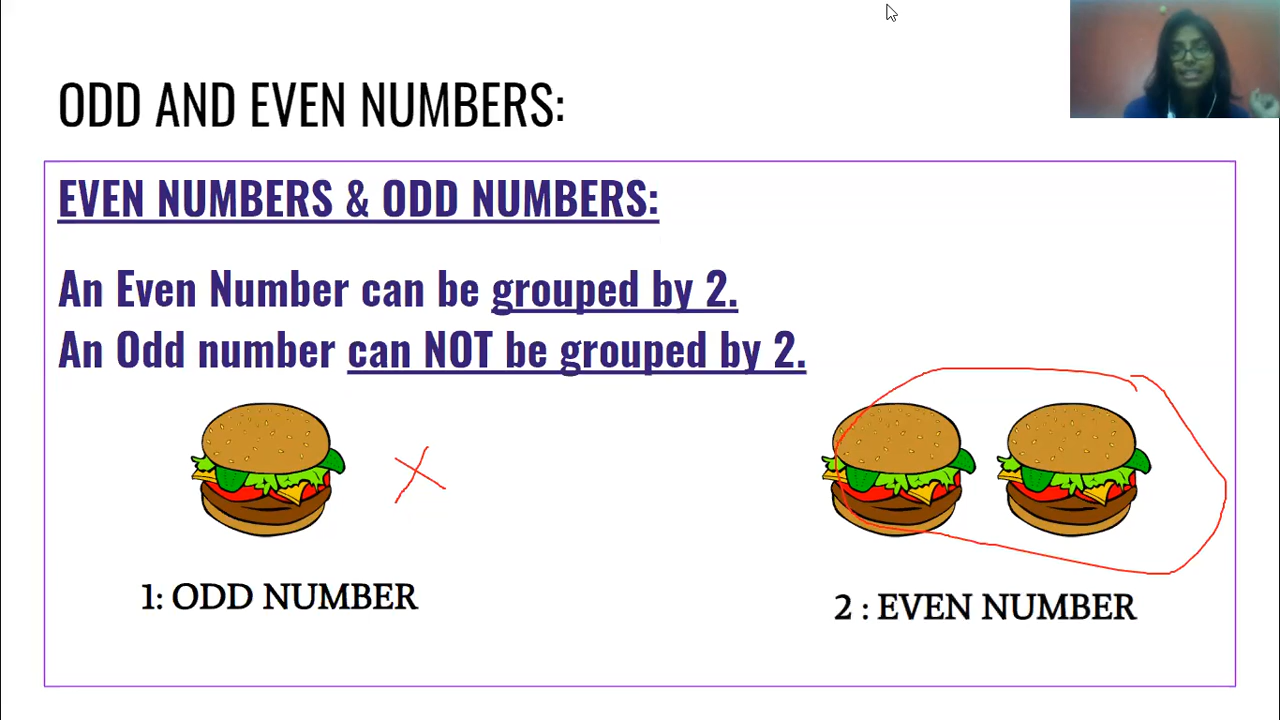 ODD AND EVEN NUMBERS:
EVEN NUMBERS & ODD NUMBERS:
An Even Number can be grouped by 2.
An Odd number can NOT be grouped by 2.
1: ODD NUMBER
2 : EVEN NUMBER